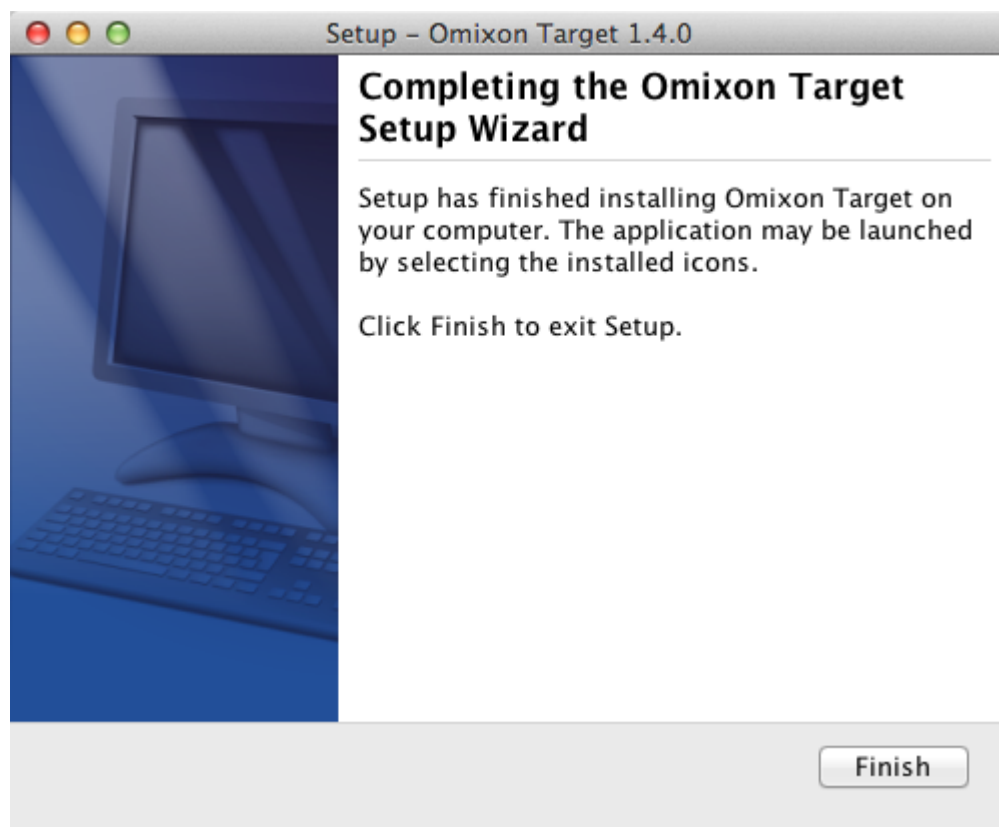 Setup – Omixon Target 1.4.0
Completing the Omixon Target
Setup Wizard
Setup has finished installing Omixon Target on
your computer. The application may be launched
by selecting the installed icons.
Click Finish to exit Setup.
Finish